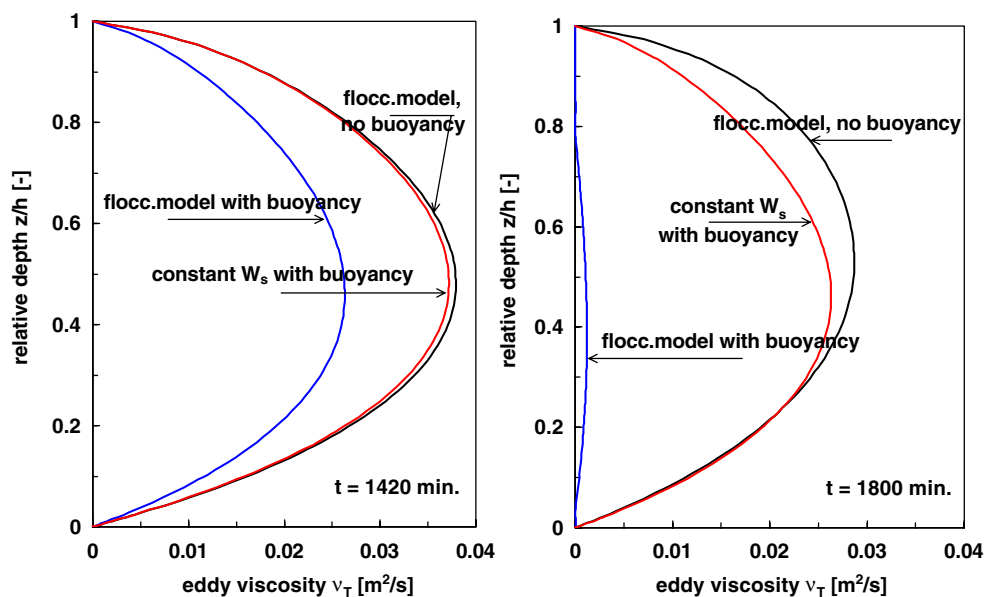 1
0.8
0.6
0.4
0.2
0
relative depth z/h [-]
flocc.model,
no buoyancy
flocc.model with buoyancy
constant Wₛ with buoyancy
t = 1420 min.
0 0.01 0.02 0.03 0.04
eddy viscosity ν_T [m²/s]
1
0.8
0.6
0.4
0.2
0
relative depth z/h [-]
flocc.model, no buoyancy
constant Wₛ
with buoyancy
flocc.model with buoyancy
t = 1800 min.
0 0.01 0.02 0.03 0.04
eddy viscosity ν_T [m²/s]